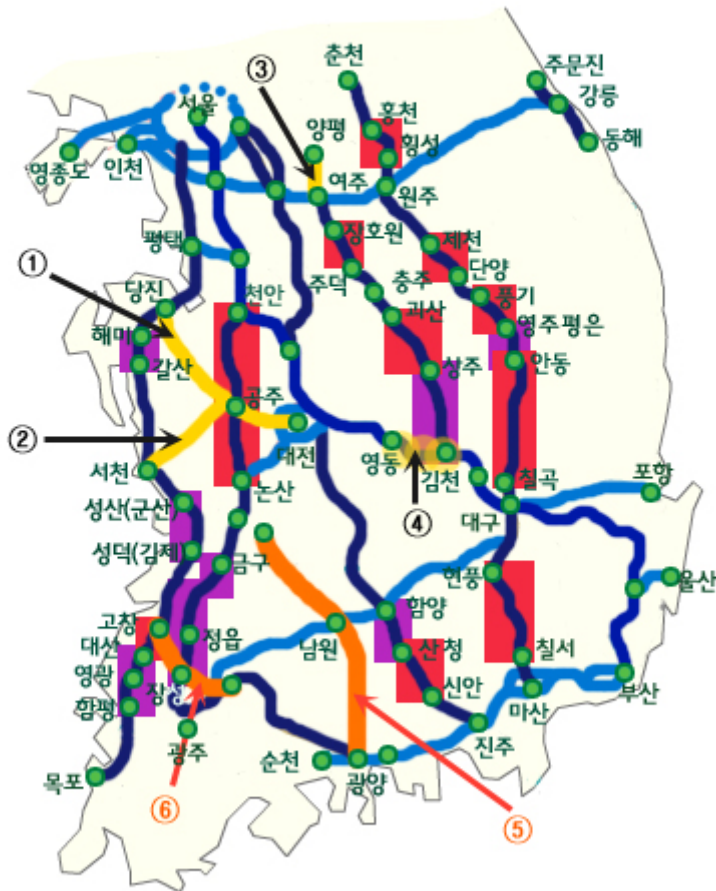 춘천
주문진
③
서울
홍천
강릉
양평
횡성
동해
인천
영종도
여주
원주
장호원
제천
평택
①
주덕
충주
단양
당진
천안
괴산
풍기
해미
영주평은
갈산
상주
안동
공주
②
대전
영동
서천
김천
칠곡
포항
논산
④
대구
성산(군산)
성덕(김제)
금구
현풍
울산
함양
고창
정읍
남원
대선
산청
칠서
영광
장성
신안
부산
함평
마산
광주
순천
광양
진주
목포
⑥
⑤